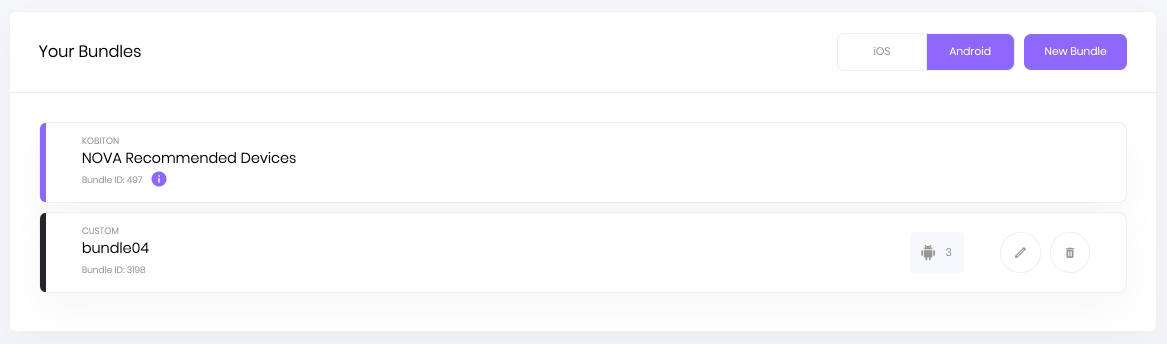 Your Bundles
iOS
Android
New Bundle
KOBITON
NOVA Recommended Devices
Bundle ID: 497
CUSTOM
bundle04
Bundle ID: 3198
3